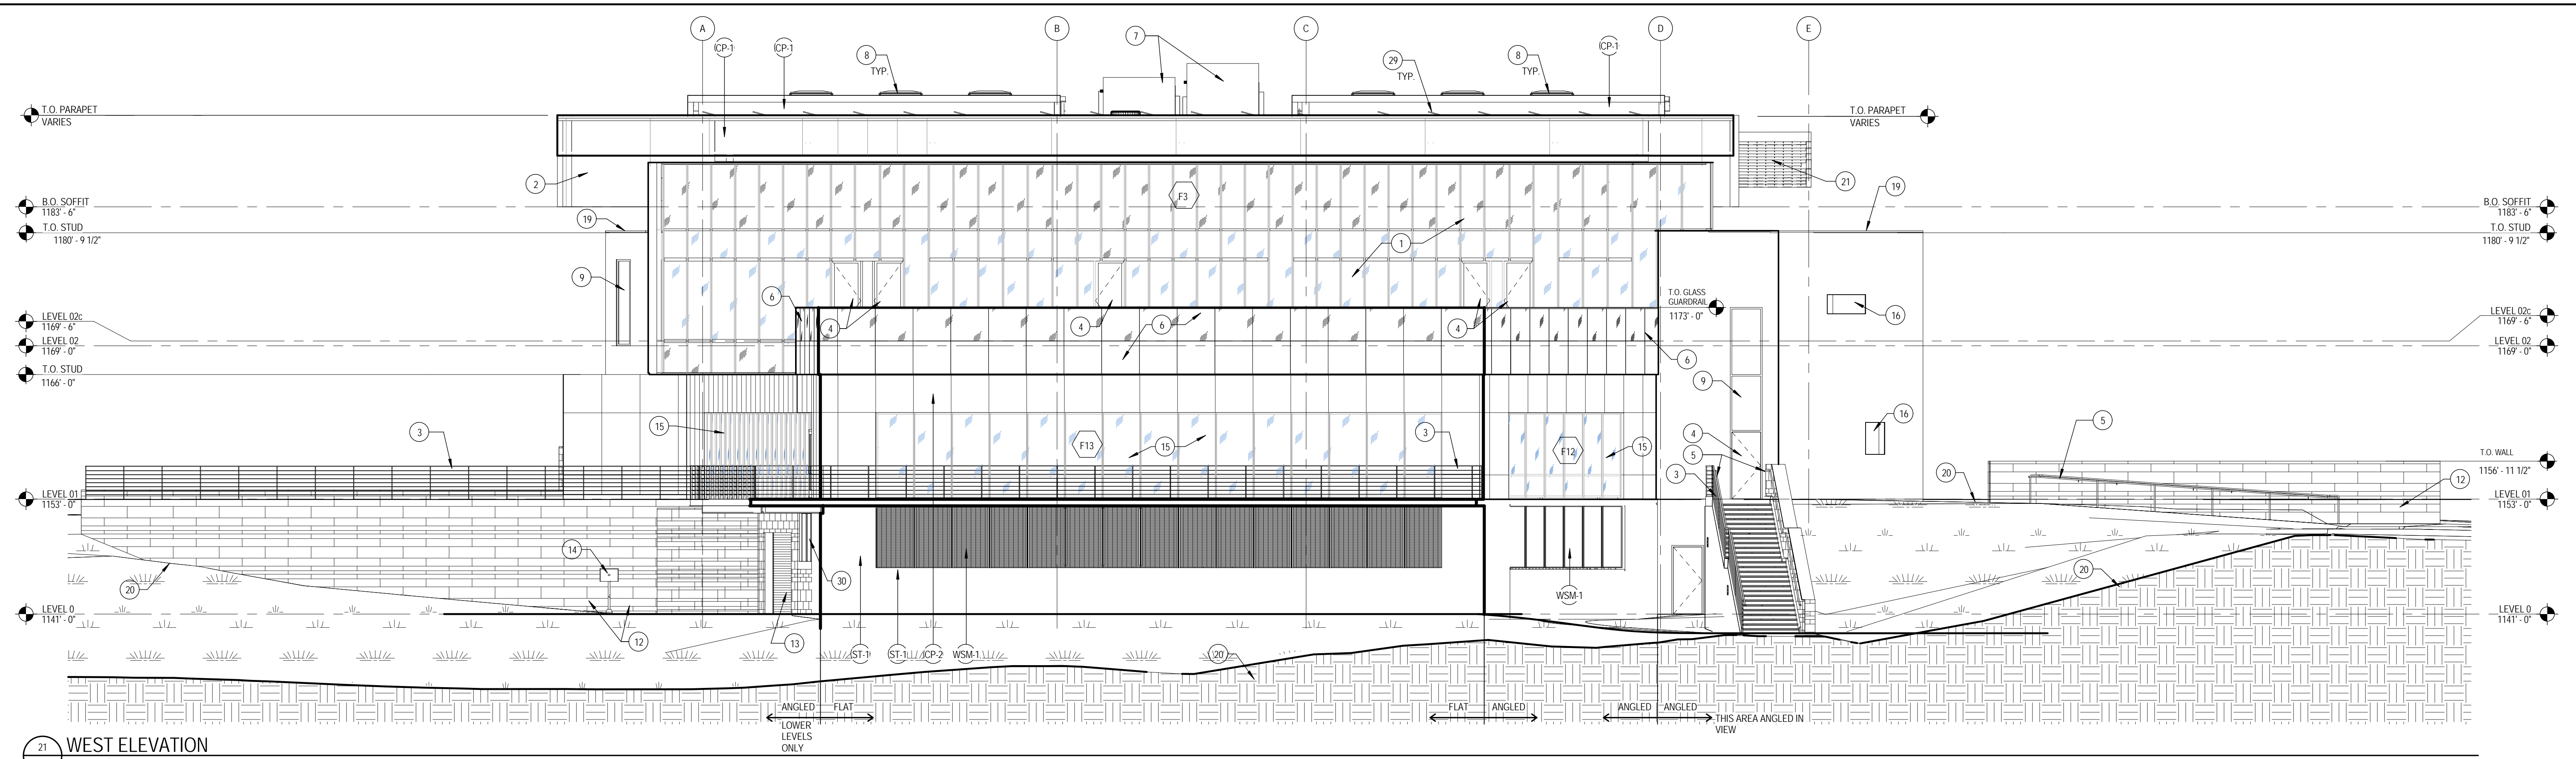 A
B
C
D
E
CP-1
CP-1
8
TYP.
7
29
TYP.
8
TYP.
CP-1
T.O. PARAPET
VARIES
T.O. PARAPET
VARIES
2
F3
21
19
19
B.O. SOFFIT
1183' - 6"
B.O. SOFFIT
1183' - 6"
T.O. STUD
1180' - 9 1/2"
T.O. STUD
1180' - 9 1/2"
1
9
6
T.O. GLASS
GUARDRAIL
1173' - 0"
16
4
4
6
4
6
LEVEL 02c
1169' - 6"
LEVEL 02c
1169' - 6"
LEVEL 02
1169' - 0"
LEVEL 02
1169' - 0"
T.O. STUD
1166' - 0"
9
3
15
F13
15
3
F12
15
4
5
3
16
5
20
T.O. WALL
1156' - 11 1/2"
12
LEVEL 01
1153' - 0"
LEVEL 01
1153' - 0"
14
20
30
WSM-1
20
LEVEL 0
1141' - 0"
LEVEL 0
1141' - 0"
12
13
ST-1
ST-1
CP-2
WSM-1
20
ANGLED
FLAT
LOWER
LEVELS
ONLY
FLAT
ANGLED
ANGLED
ANGLED
THIS AREA ANGLED IN
VIEW
21
WEST ELEVATION